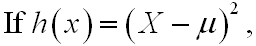 If h(x) = (X − μ)²,